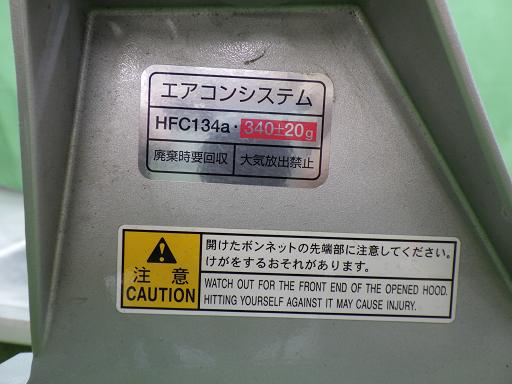 エアコンシステム
HFC134a・340±20g
廃棄時要回収 大気放出禁止
注意
CAUTION
開けたボンネットの先端部に注意してください。
けがをするおそれがあります。
WATCH OUT FOR THE FRONT END OF THE OPENED HOOD.
HITTING YOURSELF AGAINST IT MAY CAUSE INJURY.